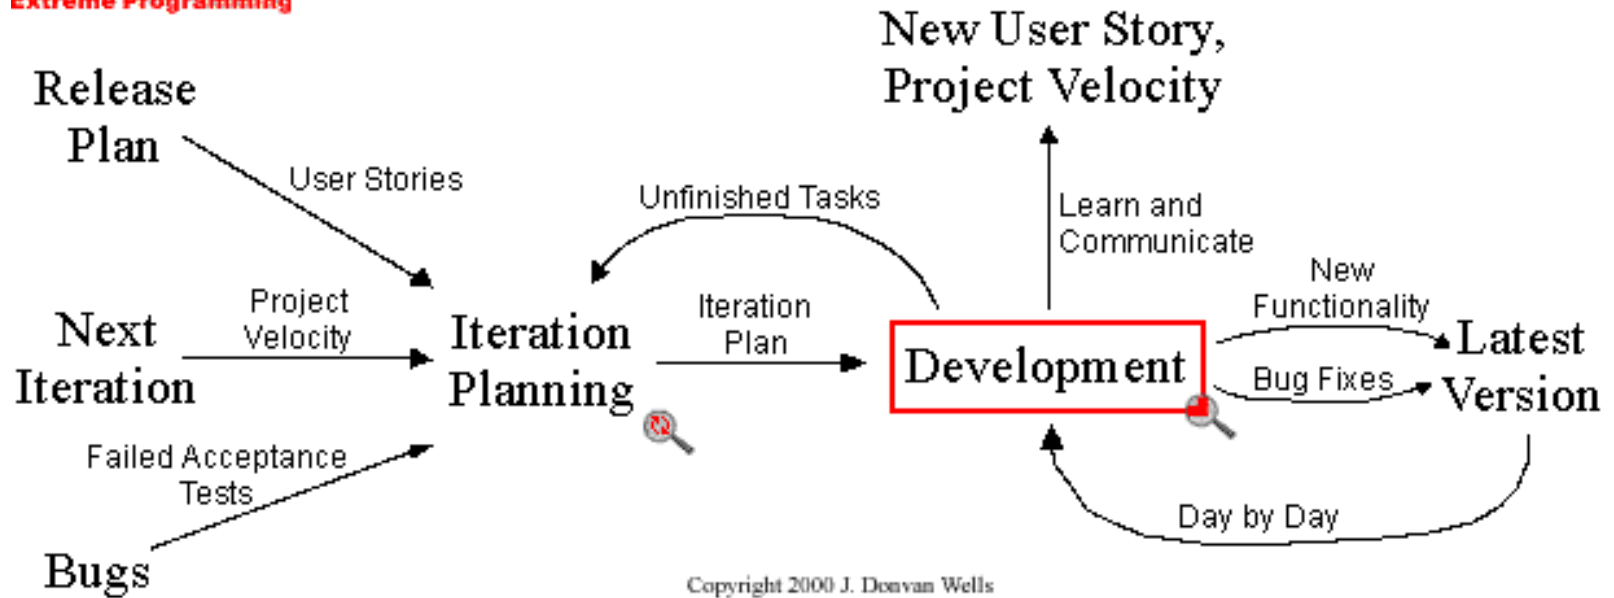 Extreme Programming
New User Story,
Project Velocity
Release
Plan
User Stories
Unfinished Tasks
Learn and
Communicate
New
Functionality
Project
Velocity
Iteration
Plan
Next
Iteration
Iteration
Planning
Development
Bug Fixes
Latest
Version
Failed Acceptance
Tests
Day by Day
Bugs
Copyright 2000 J. Donvan Wells